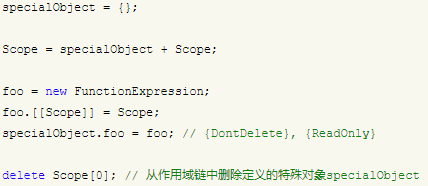 specialObject = {};
Scope = specialObject + Scope;
foo = new FunctionExpression;
foo.[[Scope]] = Scope;
specialObject.foo = foo; // {DontDelete}, {ReadOnly}
delete Scope[0]; // 从作用域链中删除定义的特殊对象specialObject